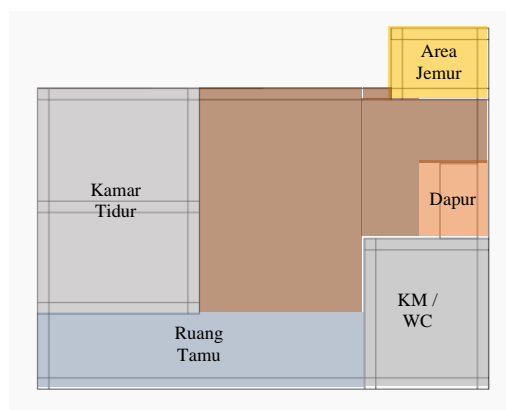 Area
Jemur
Kamar
Tidur
Dapur
KM /
WC
Ruang
Tamu